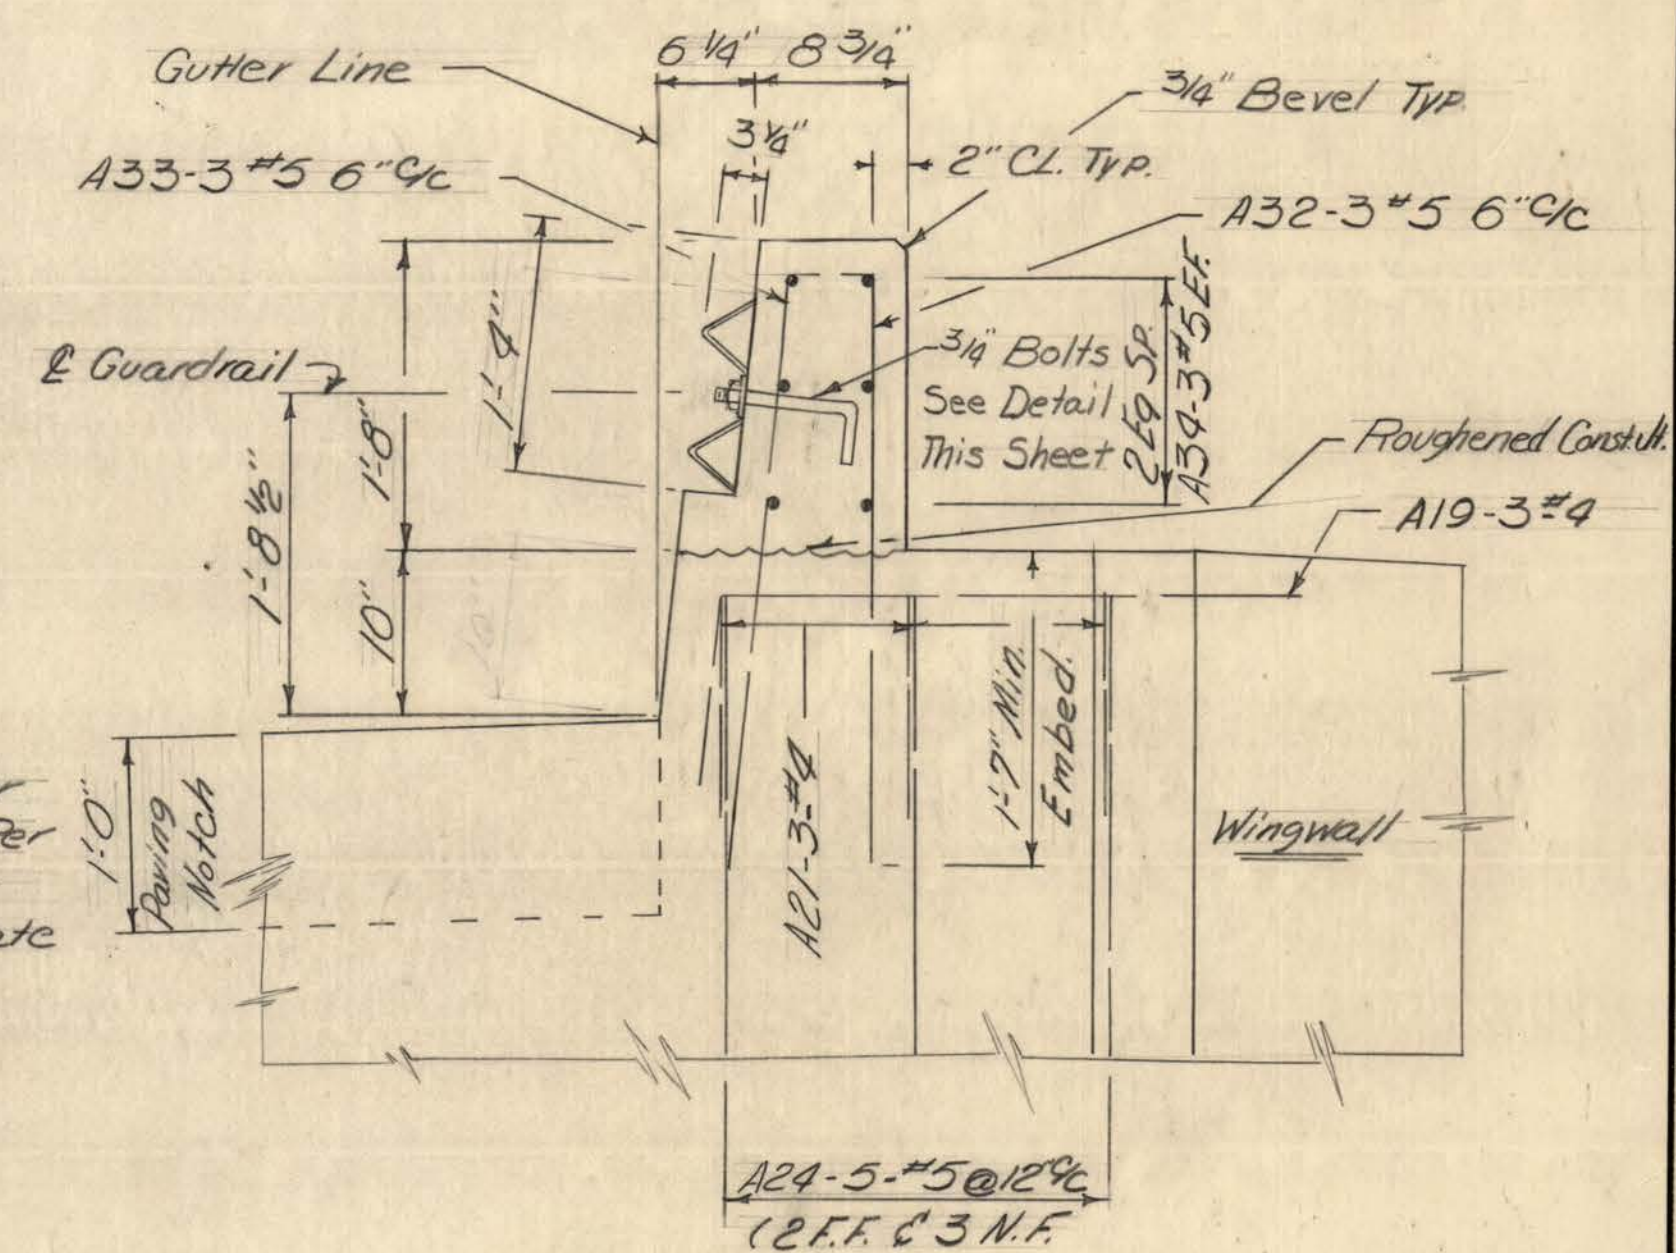 6 1/4" 8 3/4"
Gutter Line
3/4" Bevel Typ.
3 1/4"
2" CL. Typ.
A33-3 #5 6" C/c
A32-3 #5 6" C/c
1'-4"
2 Eq Sp.
A34-3 #5 E.F.
3/4" Bolts
See Detail
This Sheet
℄ Guardrail
1'-8"
1'-8 1/2"
Roughened Const. Jt.
A19-3 #4
10"
1'-7" Min.
Embed.
A21-3-#4
1'-0"
Paving
Notch
Wingwall
A24-5-#5@12" C/c
(2 F.F. & 3 N.F.